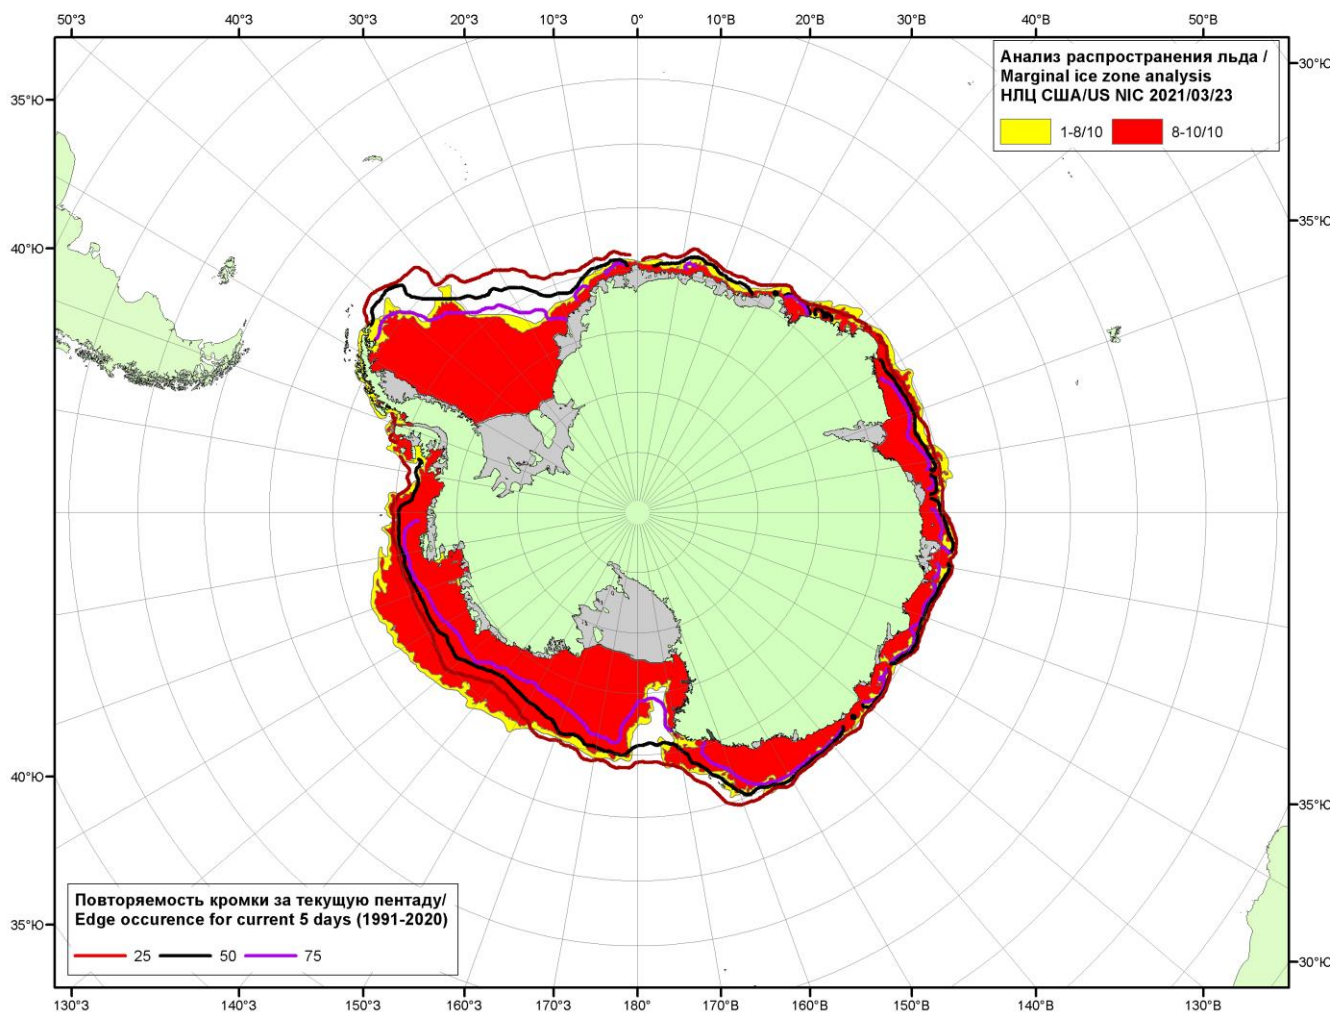 50°З 40°З 30°З 20°З 10°З 0° 10°В 20°В 30°В 40°В 50°В
Анализ распространения льда /
Marginal ice zone analysis
НЛЦ США/US NIC 2021/03/23
1-8/10 8-10/10
30°Ю
35°Ю
35°Ю
40°Ю
40°Ю
35°Ю
35°Ю
30°Ю
Повторяемость кромки за текущую пентаду/
Edge occurence for current 5 days (1991-2020)
25 50 75
130°З 140°З 150°З 160°З 170°З 180° 170°В 160°В 150°В 140°В 130°В